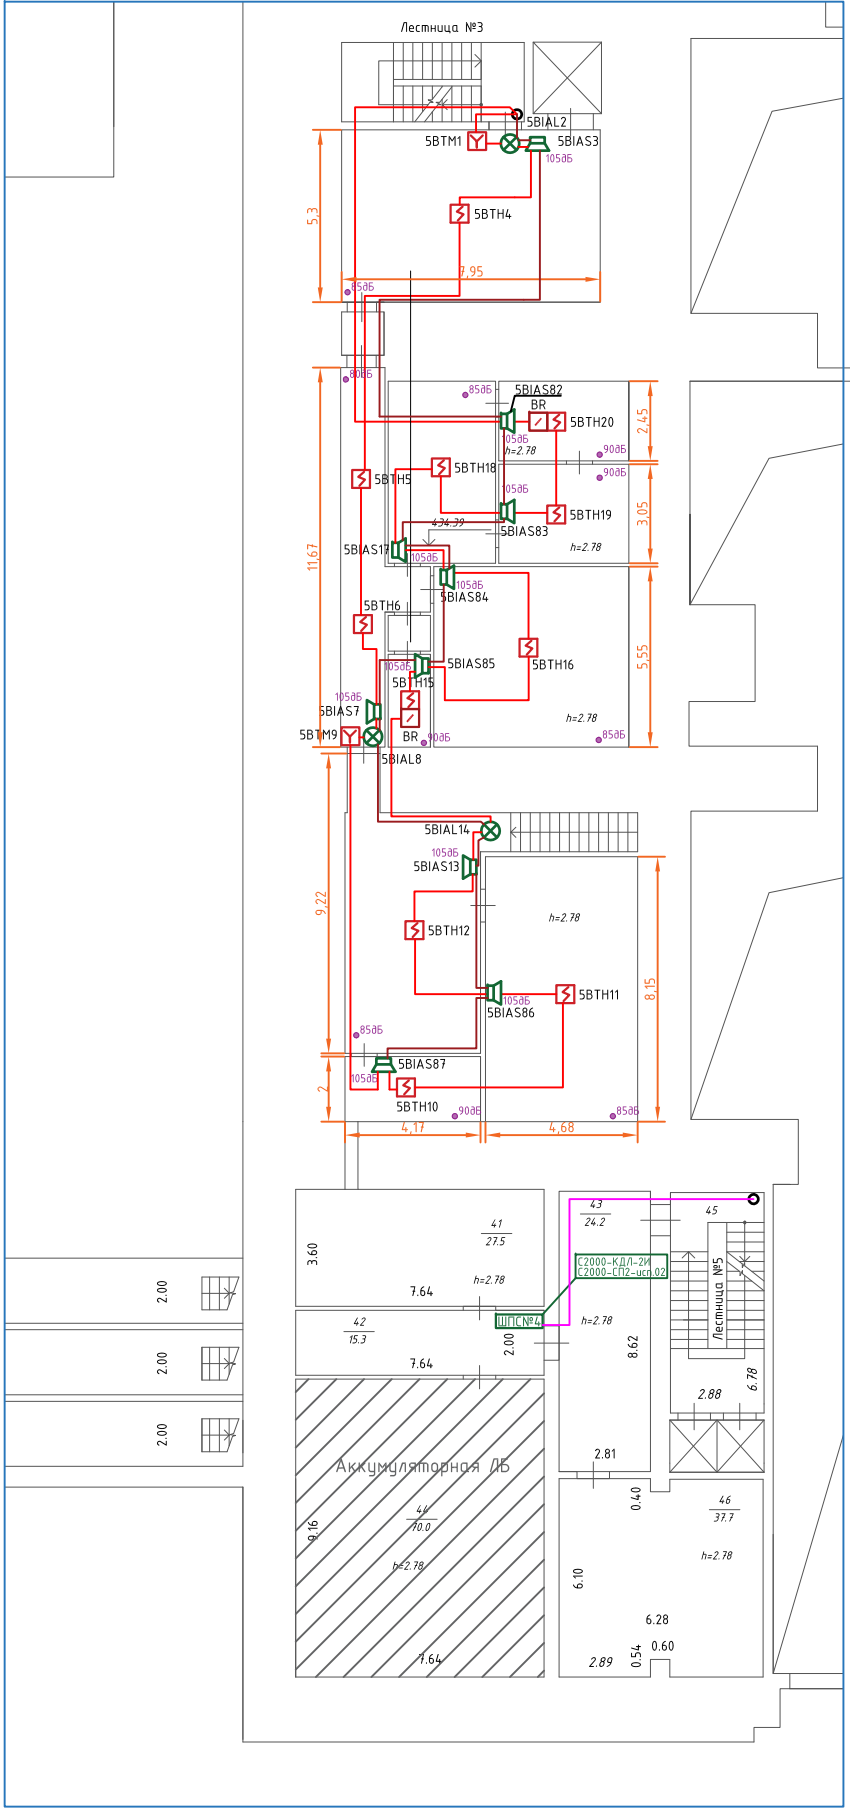 Лестница №3
5BIAL2
5BTM1
5BIAS3
105дБ
5BTH4
5,3
7,95
85дБ
80дБ
85дБ
5BIAS82
BR
5BTH20
2,45
105дБ
h=2.78
90дБ
5BTH18
90дБ
5BTH5
105дБ
3,05
5BTH19
434.39
5BIAS83
5BIAS17
105дБ
h=2.78
11,67
105дБ
5BIAS84
5BTH6
5BTH16
5,55
105дБ
5BIAS85
5BTH15
105дБ
5BIAS7
h=2.78
5BTM9
BR
90дБ
85дБ
5BIAL8
5BIAL14
105дБ
5BIAS13
9,22
h=2.78
5BTH12
8,15
105дБ
5BTH11
5BIAS86
85дБ
5BIAS87
105дБ
2
5BTH10
90дБ
85дБ
4,17
4,68
43
24.2
45
41
27.5
3.60
h=2.78
С2000-КДЛ-2И
С2000-СП2-исп.02
Лестница №5
2.00
7.64
ШПС№4
h=2.78
42
15.3
2.00
8.62
2.00
7.64
6.78
2.88
2.00
2.81
Аккумуляторная ЛБ
0.40
46
37.7
44
70.0
9.16
h=2.78
h=2.78
6.10
6.28
0.60
0.54
7.64
2.89